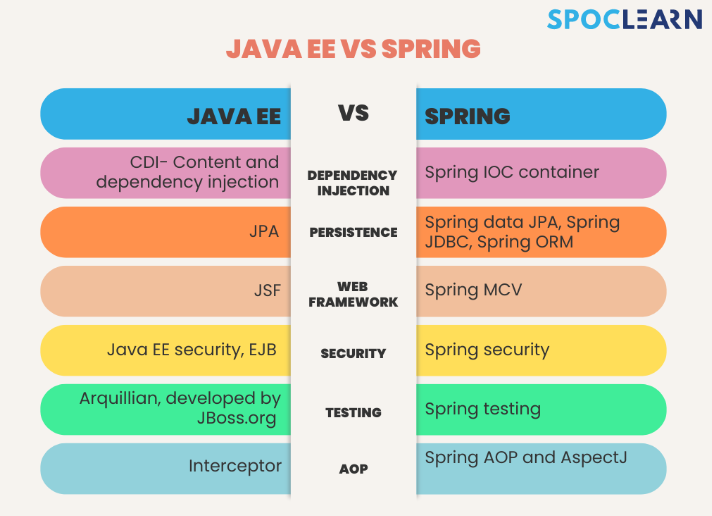 SPOCLEARN
JAVA EE VS SPRING
JAVA EE
VS
SPRING
CDI- Content and
dependency injection
DEPENDENCY
INJECTION
Spring IOC container
JPA
PERSISTENCE
Spring data JPA, Spring
JDBC, Spring ORM
JSF
WEB
FRAMEWORK
Spring MCV
Java EE security, EJB
SECURITY
Spring security
Arquillian, developed by
JBoss.org
TESTING
Spring testing
Interceptor
AOP
Spring AOP and AspectJ